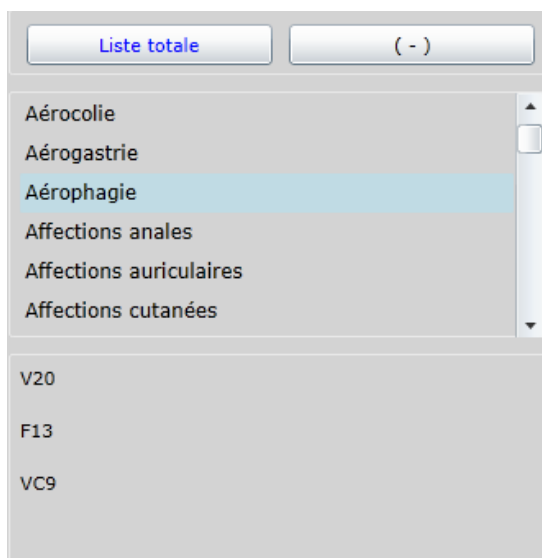 Liste totale
( - )
Aérocolie
Aérogastrie
Aérophagie
Affections anales
Affections auriculaires
Affections cutanées
V20
F13
VC9